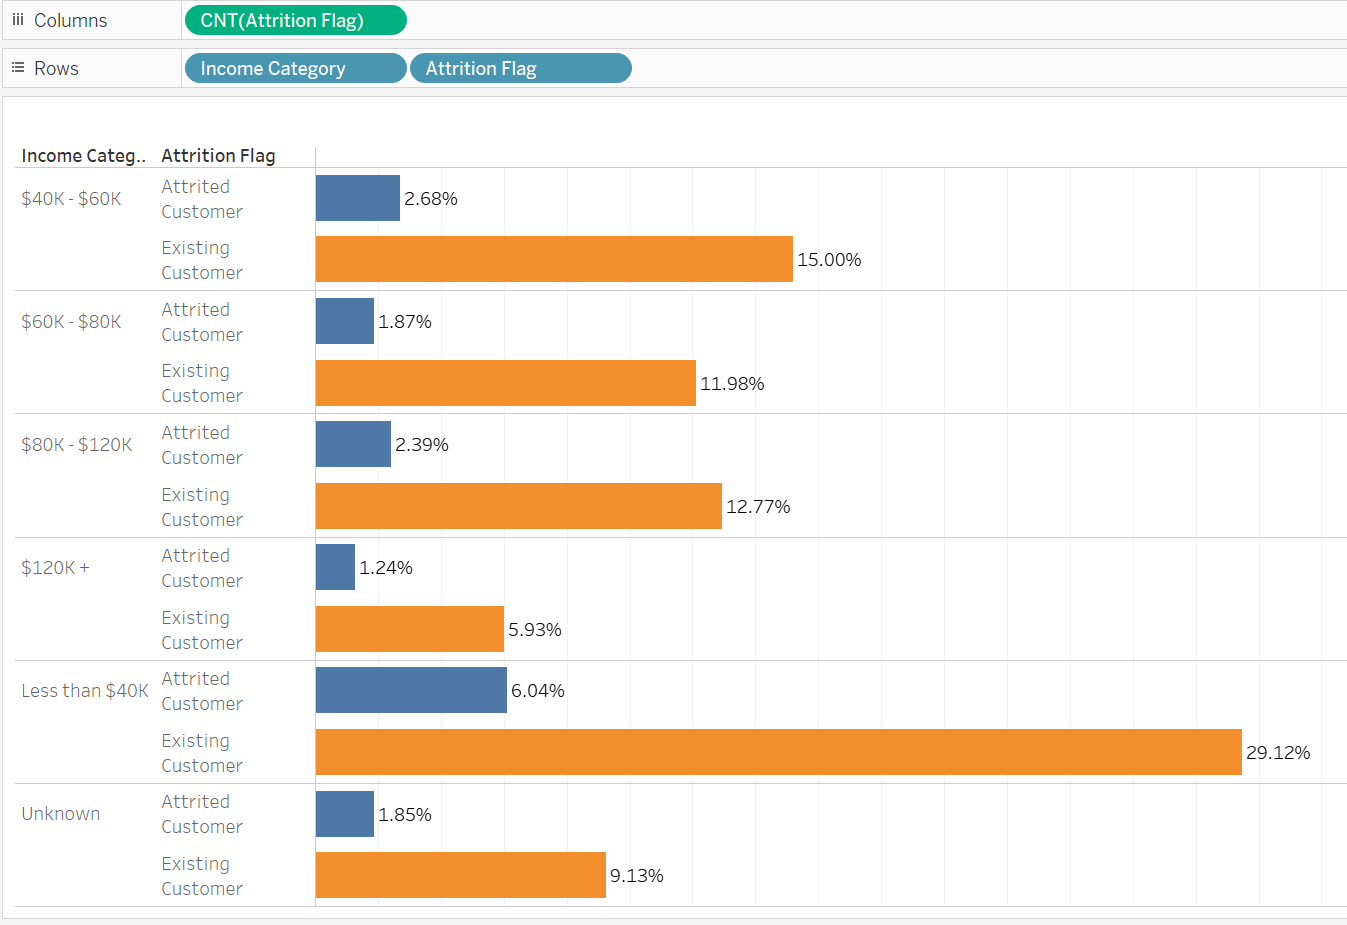 Columns CNT(Attrition Flag)
Rows Income Category Attrition Flag
Income Categ.. Attrition Flag
$40K - $60K
Attrited
Customer
2.68%
Existing
Customer
15.00%
$60K - $80K
Attrited
Customer
1.87%
Existing
Customer
11.98%
$80K - $120K
Attrited
Customer
2.39%
Existing
Customer
12.77%
$120K +
Attrited
Customer
1.24%
Existing
Customer
5.93%
Less than $40K
Attrited
Customer
6.04%
Existing
Customer
29.12%
Unknown
Attrited
Customer
1.85%
Existing
Customer
9.13%